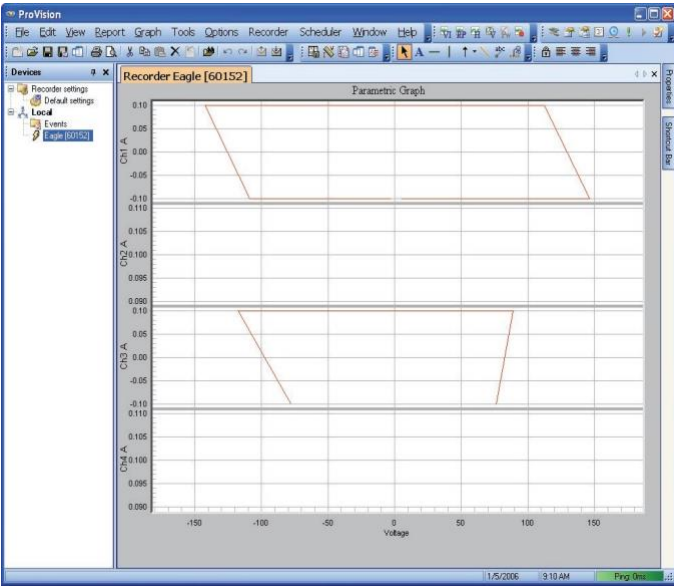 ProVision
File Edit View Report Graph Tools Options Recorder Scheduler Window Help
Devices
Recorder settings
Default settings
Local
Events
Eagle [60152]
Recorder Eagle [60152]
Parametric Graph
Ch1 A
0.10
0.05
0.00
-0.05
-0.10
Ch2 A
0.110
0.100
0.095
0.090
Ch3 A
0.10
0.05
0.00
-0.05
-0.10
Ch4 A
0.110
0.105
0.100
0.095
0.090
-150 -100 -50 0 50 100 150
Voltage
Properties
Shortcut Bar
1/5/2006 9:10 AM Ping: 0ms